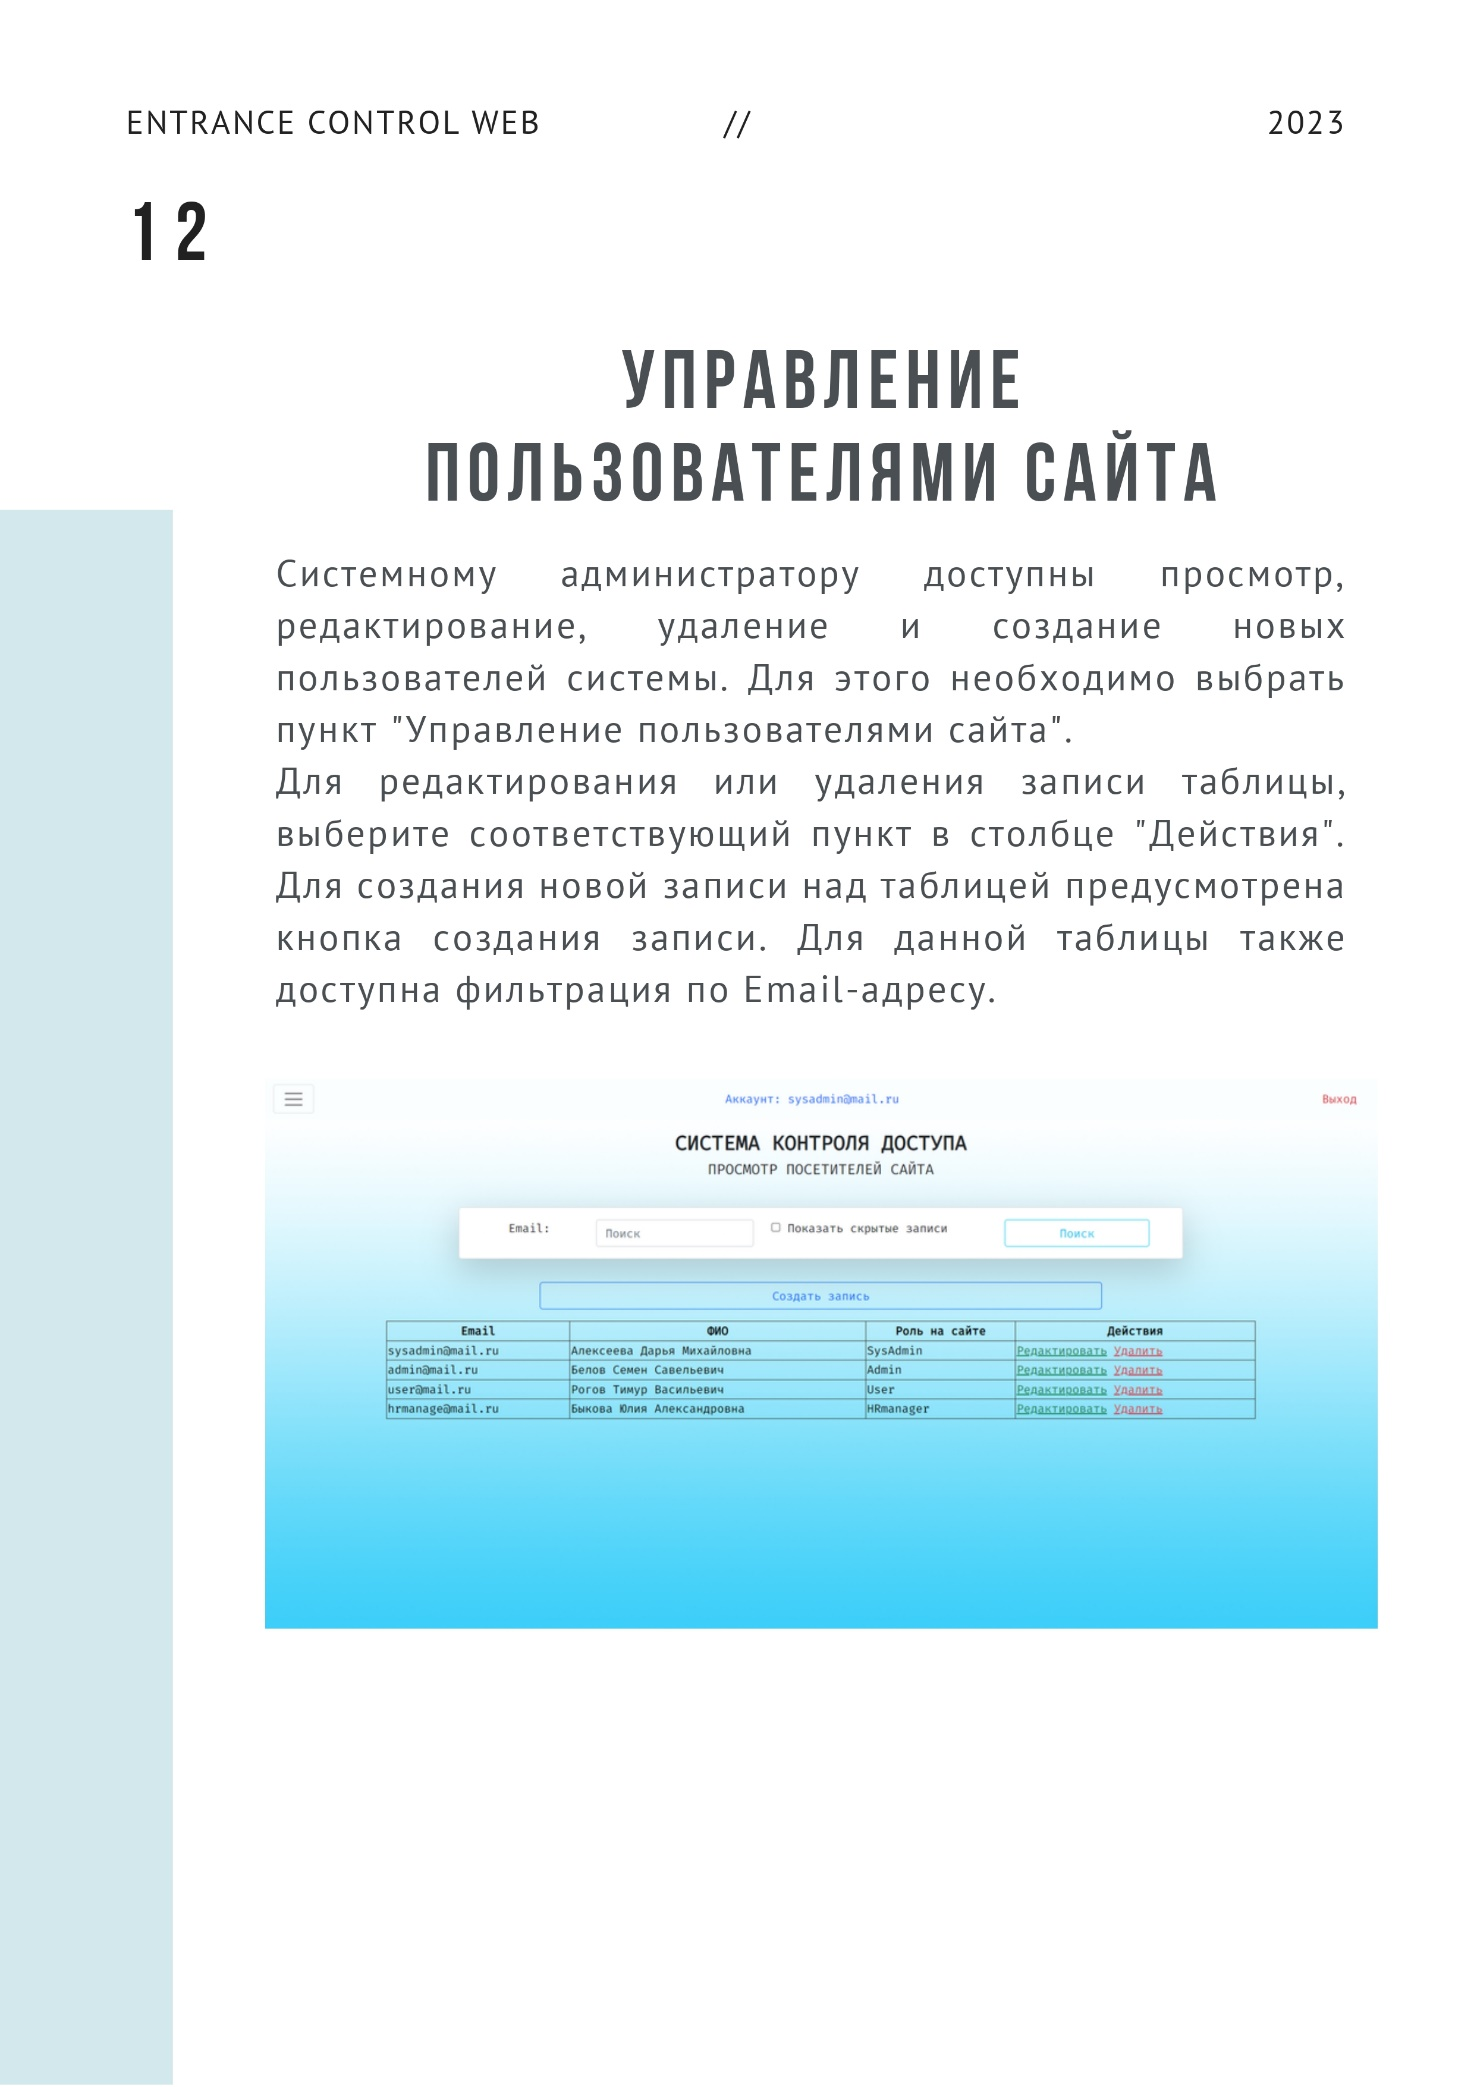 ENTRANCE CONTROL WEB // 2023
12
УПРАВЛЕНИЕ
ПОЛЬЗОВАТЕЛЯМИ САЙТА
Системному администратору доступны просмотр,
редактирование, удаление и создание новых
пользователей системы. Для этого необходимо выбрать
пункт "Управление пользователями сайта".
Для редактирования или удаления записи таблицы,
выберите соответствующий пункт в столбце "Действия".
Для создания новой записи над таблицей предусмотрена
кнопка создания записи. Для данной таблицы также
доступна фильтрация по Email-адресу.
Аккаунт: sysadmin@mail.ru Выход
СИСТЕМА КОНТРОЛЯ ДОСТУПА
ПРОСМОТР ПОСЕТИТЕЛЕЙ САЙТА
Email: Поиск Показать скрытые записи Поиск
Создать запись
Email ФИО Роль на сайте Действия
sysadmin@mail.ru Алексеева Дарья Михайловна SysAdmin Редактировать Удалить
admin@mail.ru Белов Семен Савельевич Admin Редактировать Удалить
user@mail.ru Рогов Тимур Васильевич User Редактировать Удалить
hrmanage@mail.ru Быкова Юлия Александровна HRmanager Редактировать Удалить